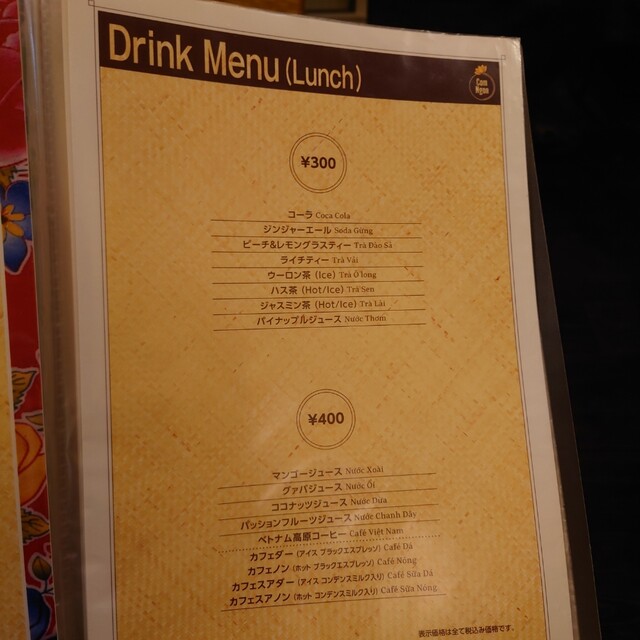 Drink Menu (Lunch)
Com
Ngon
¥300
コーラ Coca Cola
ジンジャーエール Soda Gừng
ピーチ&レモングラスティー Trà Đào Sả
ライチティー Trà Vải
ウーロン茶 (Ice) Trà Ô long
ハス茶 (Hot/Ice) Trà Sen
ジャスミン茶 (Hot/Ice) Trà Lài
パイナップルジュース Nước Thơm
¥400
マンゴージュース Nước Xoài
グァバジュース Nước Ổi
ココナッツジュース Nước Dừa
パッションフルーツジュース Nước Chanh Dây
ベトナム高原コーヒー Café Việt Nam
カフェダー (アイス ブラックエスプレッソ) Café Đá
カフェノン (ホット ブラックエスプレッソ) Café Nóng
カフェスアダー (アイス コンデンスミルク入り) Café Sữa Đá
カフェスアノン (ホット コンデンスミルク入り) Café Sữa Nóng
表示価格は全て税込み価格です。